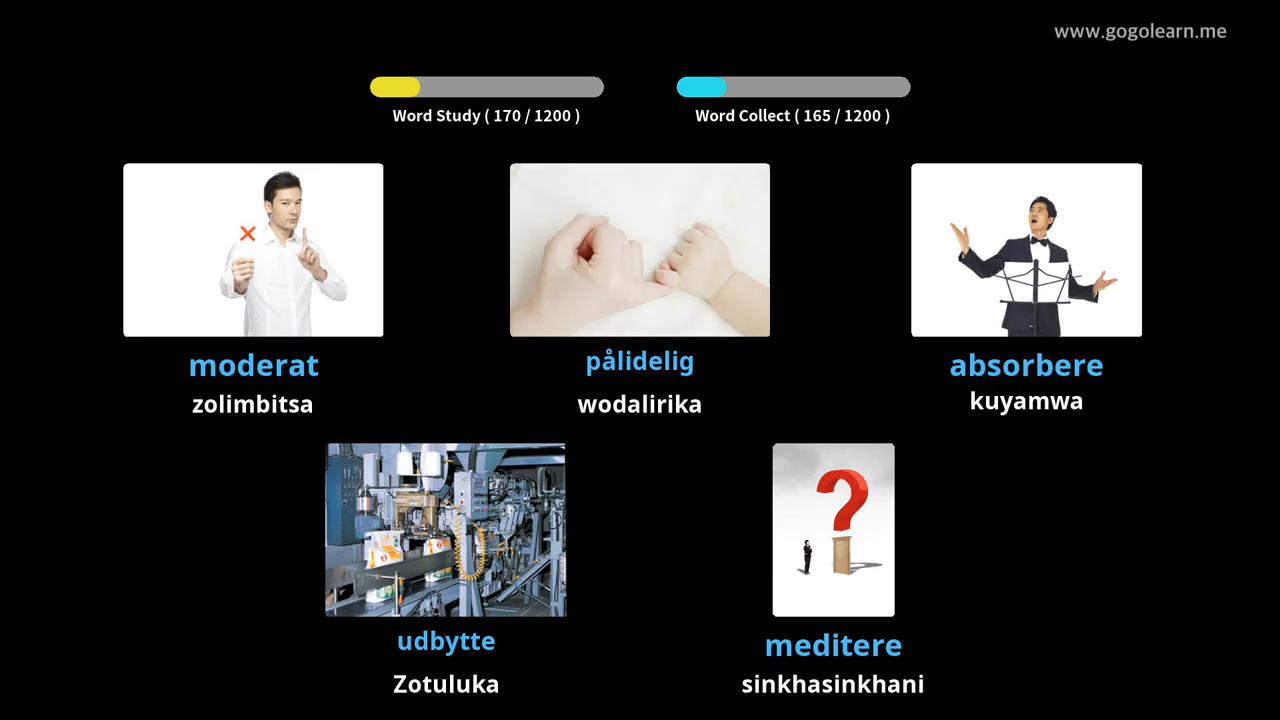 www.gogolearn.me
Word Study ( 170 / 1200 )
Word Collect ( 165 / 1200 )
moderat
zolimbitsa
pålidelig
wodalirika
absorbere
kuyamwa
udbytte
Zotuluka
meditere
sinkhasinkhani